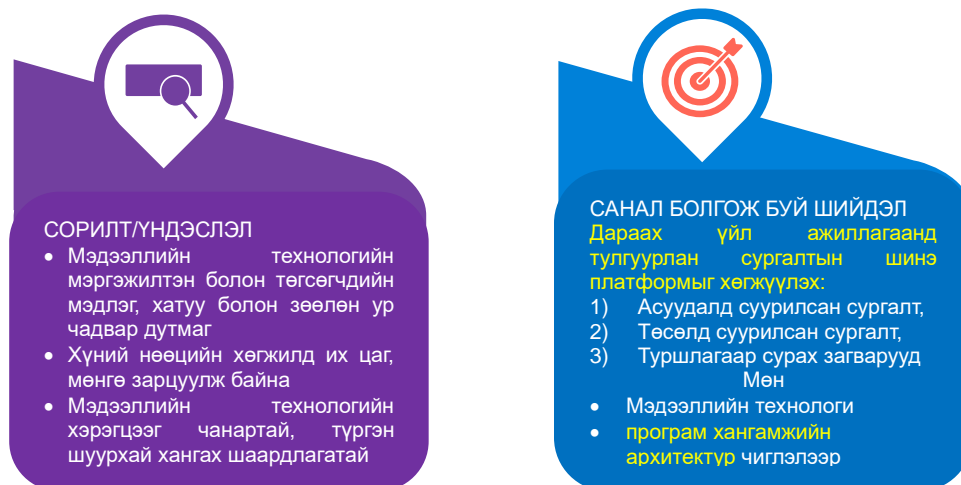 СОРИЛТ/ҮНДЭСЛЭЛ
• Мэдээллийн технологийн
мэргэжилтэн болон төгсөгчдийн
мэдлэг, хатуу болон зөөлөн ур
чадвар дутмаг
• Хүний нөөцийн хөгжилд их цаг,
мөнгө зарцуулж байна
• Мэдээллийн технологийн
хэрэгцээг чанартай, түргэн
шуурхай хангах шаардлагатай
САНАЛ БОЛГОЖ БУЙ ШИЙДЭЛ
Дараах үйл ажиллагаанд
тулгуурлан сургалтын шинэ
платформыг хөгжүүлэх:
1) Асуудалд суурилсан сургалт,
2) Төсөлд суурилсан сургалт,
3) Туршлагаар сурах загварууд
Мөн
• Мэдээллийн технологи
• програм хангамжийн
архитектур чиглэлээр